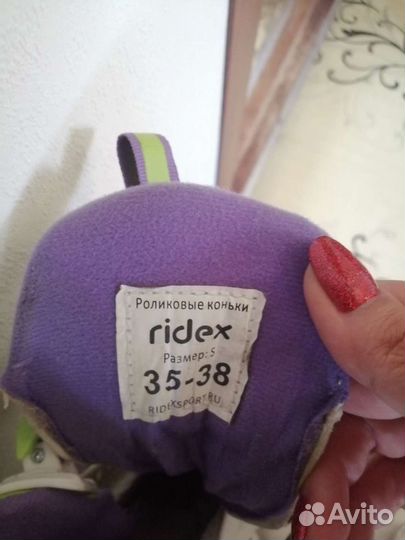 Роликовые коньки
ridex
Размер: S
35-38
RIDEXSPORT.RU
Avito